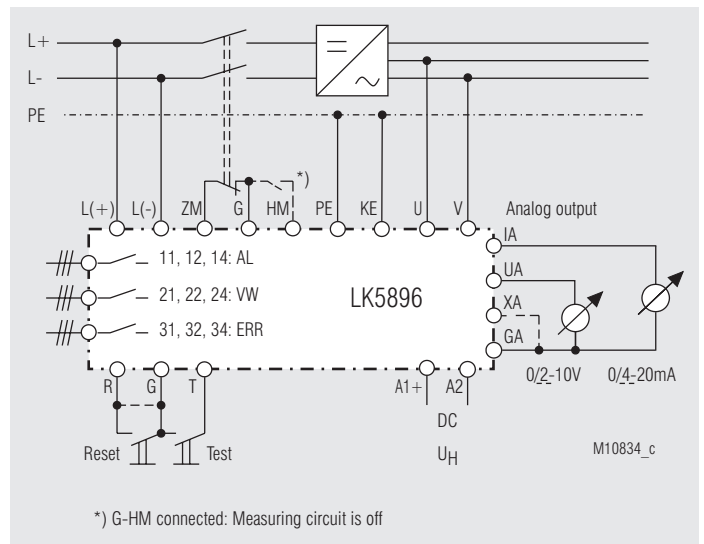 L+
L-
PE
*)
L(+) L(-) ZM G HM PE KE U V Analog output
IA
11, 12, 14: AL
UA
21, 22, 24: VW
LK5896
XA
31, 32, 34: ERR
GA
R G T A1+ A2
0/2-10V 0/4-20mA
DC
Reset Test
UH
M10834_c
*) G-HM connected: Measuring circuit is off